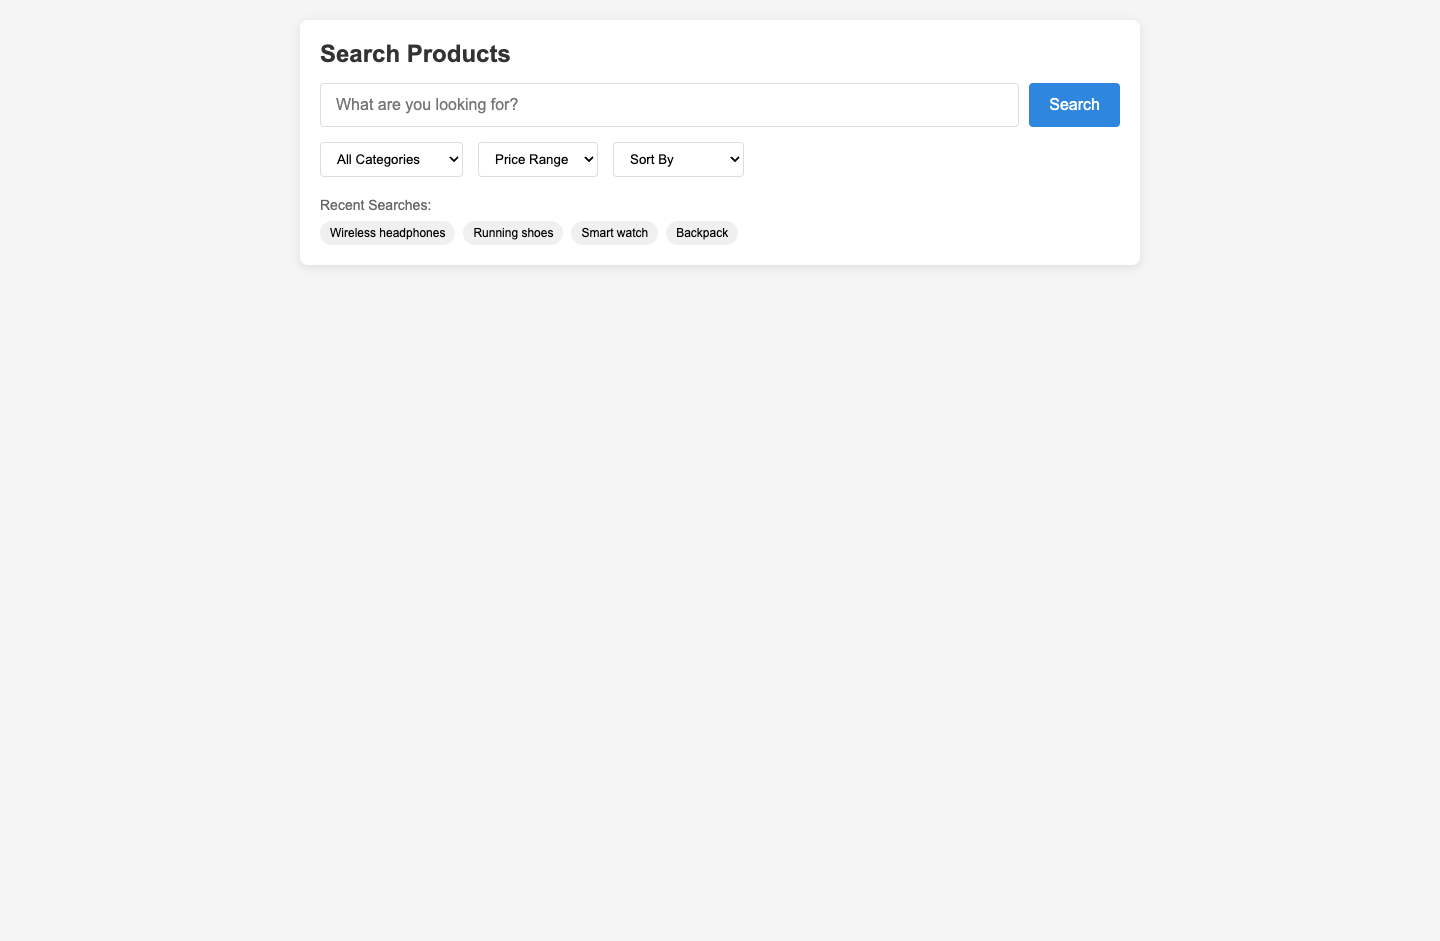 Search Products
What are you looking for?
Search
All Categories
Price Range
Sort By
Recent Searches:
Wireless headphones
Running shoes
Smart watch
Backpack